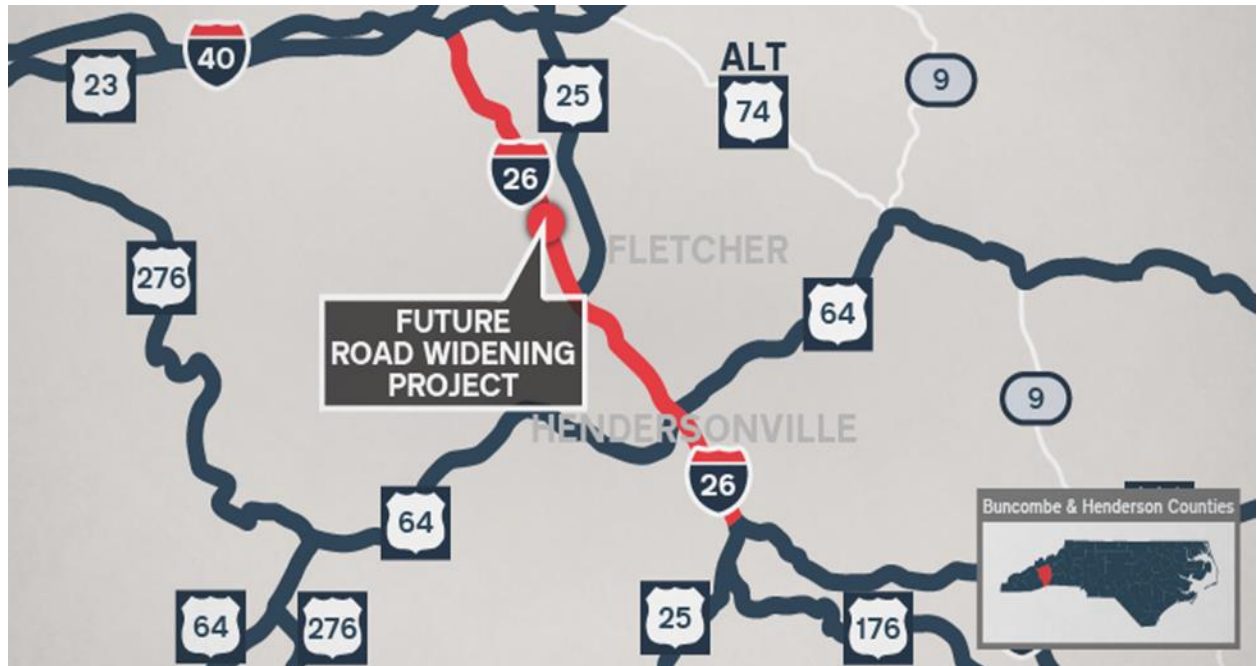 40
23
25
ALT
74
9
26
FLETCHER
276
64
FUTURE
ROAD WIDENING
PROJECT
9
HENDERSONVILLE
26
64
Buncombe & Henderson Counties
64
276
25
176